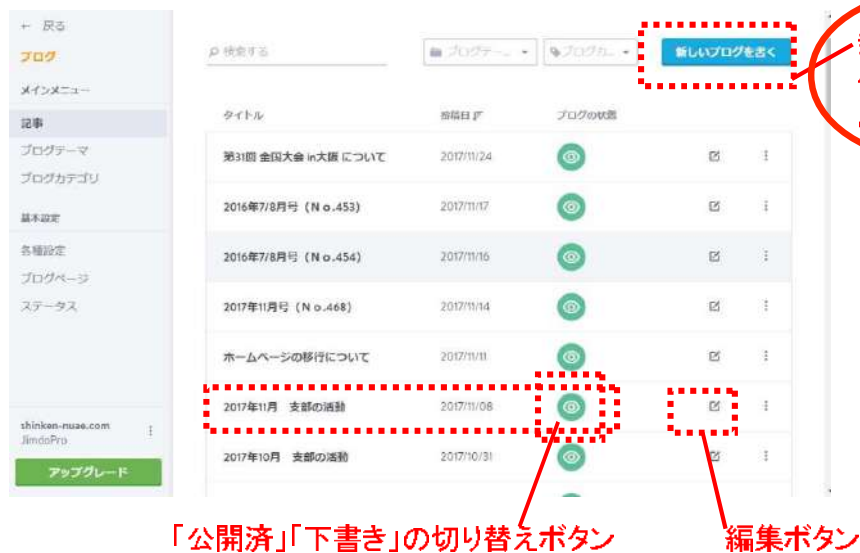 ← 戻る
ブログ
メインメニュー
記事
ブログテーマ
ブログカテゴリ
基本設定
各種設定
ブログページ
ステータス
shinken-nuae.com
JimdoPro
アップグレード
検索する
ブログテー...
ブログカ...
新しいブログを書く
タイトル 投稿日 ブログの状態
第31回 全国大会 in大阪 について 2017/11/24
2016年7/8月号（Ｎｏ.453) 2017/11/17
2016年7/8月号（Ｎｏ.454) 2017/11/16
2017年11月号（Ｎｏ.468) 2017/11/14
ホームページの移行について 2017/11/11
2017年11月　支部の活動 2017/11/08
2017年10月　支部の活動 2017/10/31
「公開済」「下書き」の切り替えボタン
編集ボタン